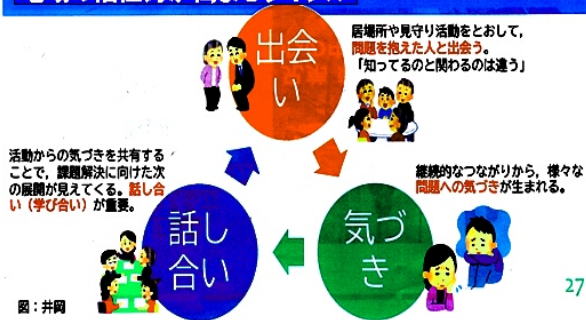 出会
い
居場所や見守り活動をとおして、
問題を抱えた人と出会う。
「知ってるのと関わるのは違う」
活動からの気づきを共有する
ことで、課題解決に向けた次
の展開が見えてくる。話し合
い（学び合い）が重要。
継続的なつながりから、様々な
問題への気づきが生まれる。
話し
合い
気づ
き
図：井岡
27